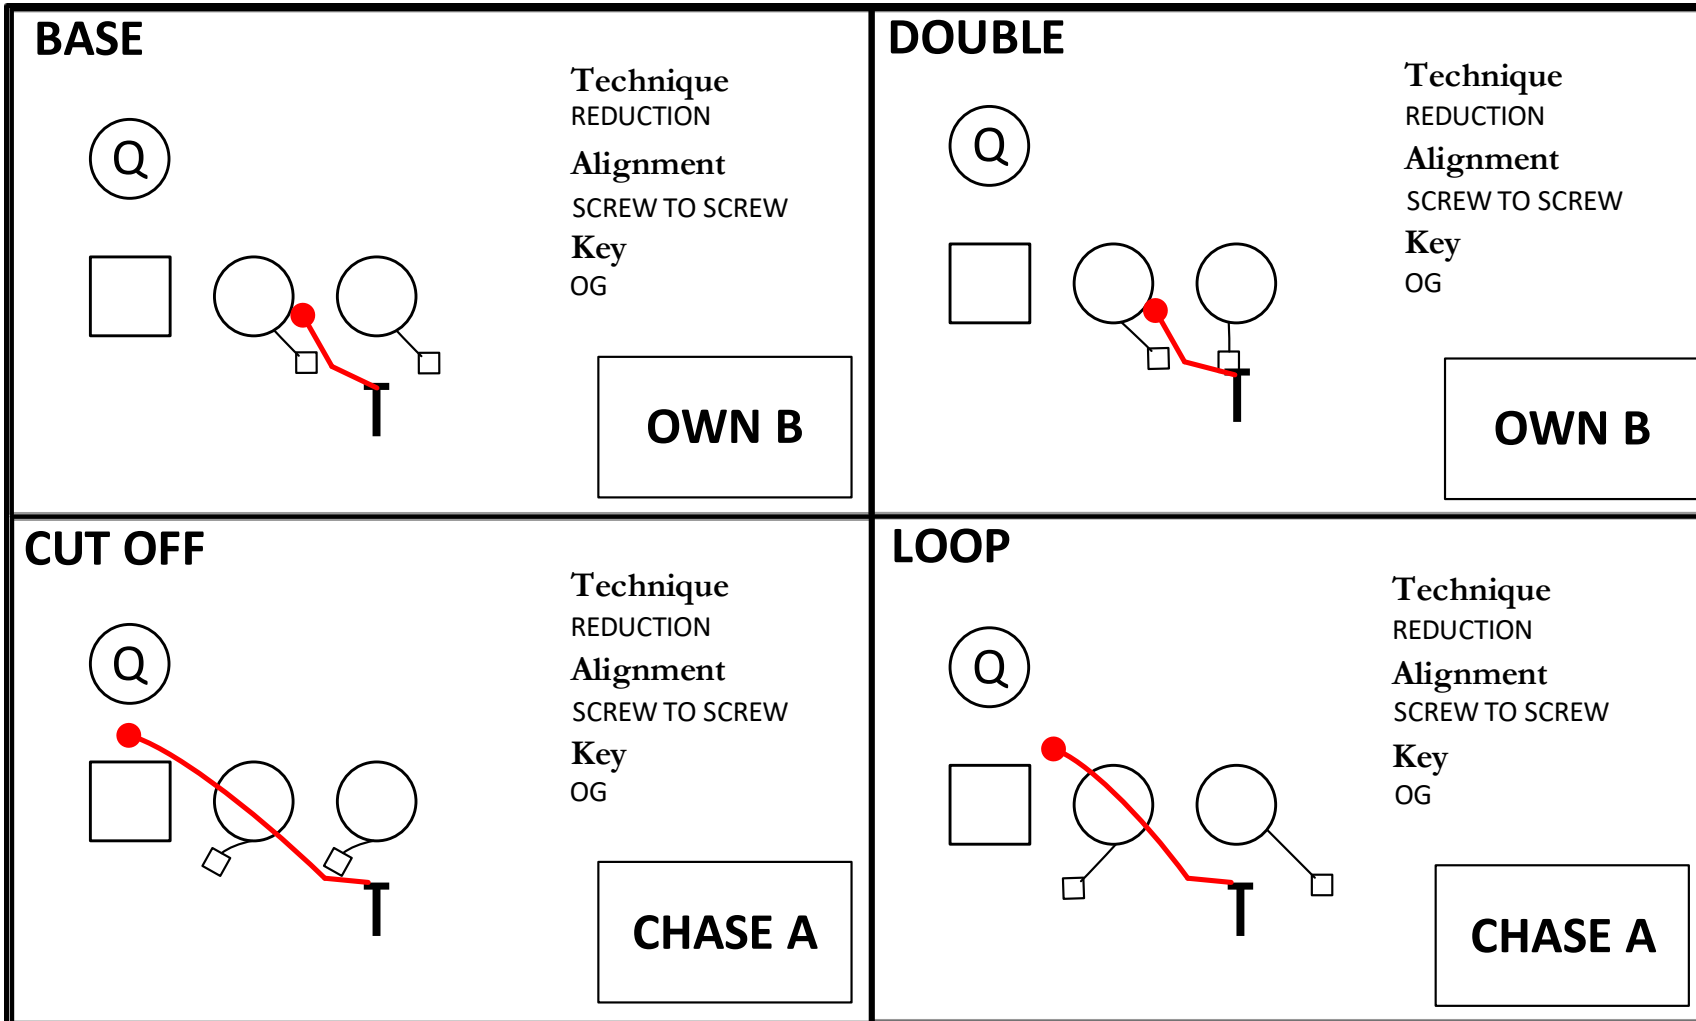 BASE
Technique
REDUCTION
Q
Alignment
SCREW TO SCREW
Key
OG
T
OWN B
DOUBLE
Technique
REDUCTION
Q
Alignment
SCREW TO SCREW
Key
OG
T
OWN B
CUT OFF
Technique
REDUCTION
Q
Alignment
SCREW TO SCREW
Key
OG
T
CHASE A
LOOP
Technique
REDUCTION
Q
Alignment
SCREW TO SCREW
Key
OG
T
CHASE A